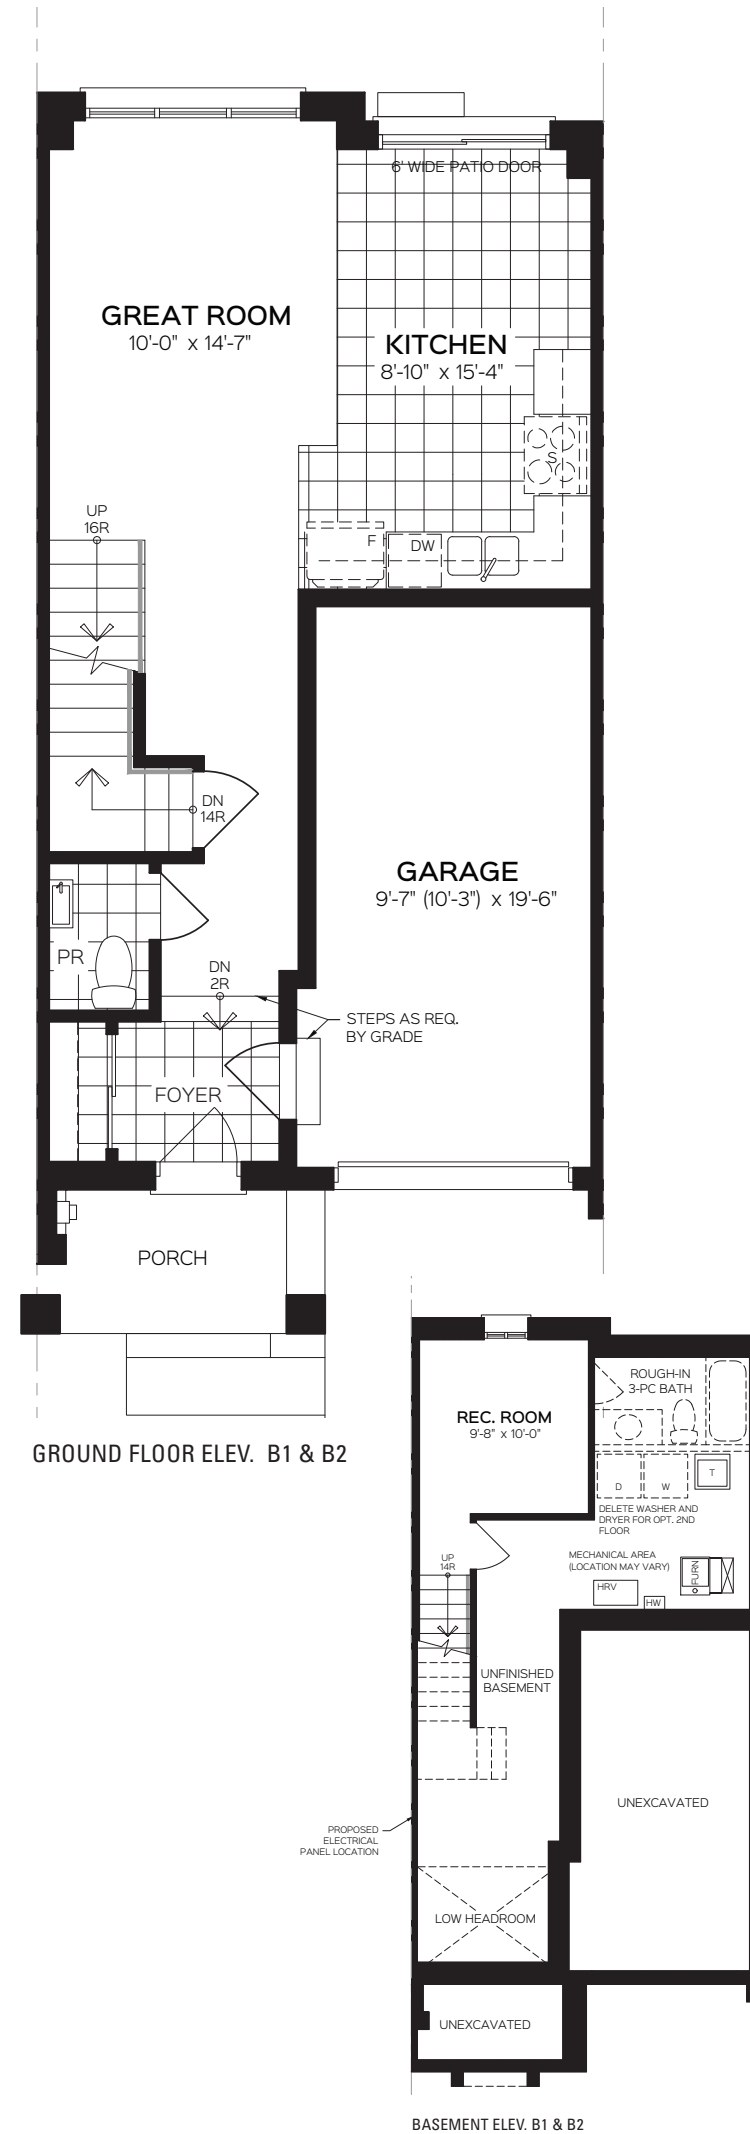 6' WIDE PATIO DOOR
GREAT ROOM
10'-0" x 14'-7"
KITCHEN
8'-10" x 15'-4"
S
UP
16R
F
DW
DN
14R
GARAGE
9'-7" (10'-3") x 19'-6"
PR
DN
2R
STEPS AS REQ.
BY GRADE
FOYER
PORCH
GROUND FLOOR ELEV. B1 & B2
ROUGH-IN
3-PC BATH
REC. ROOM
9'-8" x 10'-0"
D
W
T
DELETE WASHER AND
DRYER FOR OPT. 2ND
FLOOR
UP
14R
MECHANICAL AREA
(LOCATION MAY VARY)
FURN
HRV
HW
UNFINISHED
BASEMENT
UNEXCAVATED
PROPOSED
ELECTRICAL
PANEL LOCATION
LOW HEADROOM
UNEXCAVATED
BASEMENT ELEV. B1 & B2